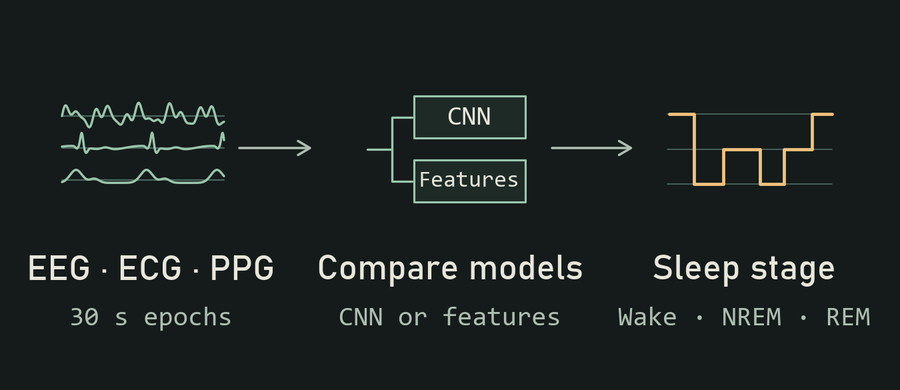 CNN
Features
EEG · ECG · PPG
Compare models
Sleep stage
30 s epochs
CNN or features
Wake · NREM · REM